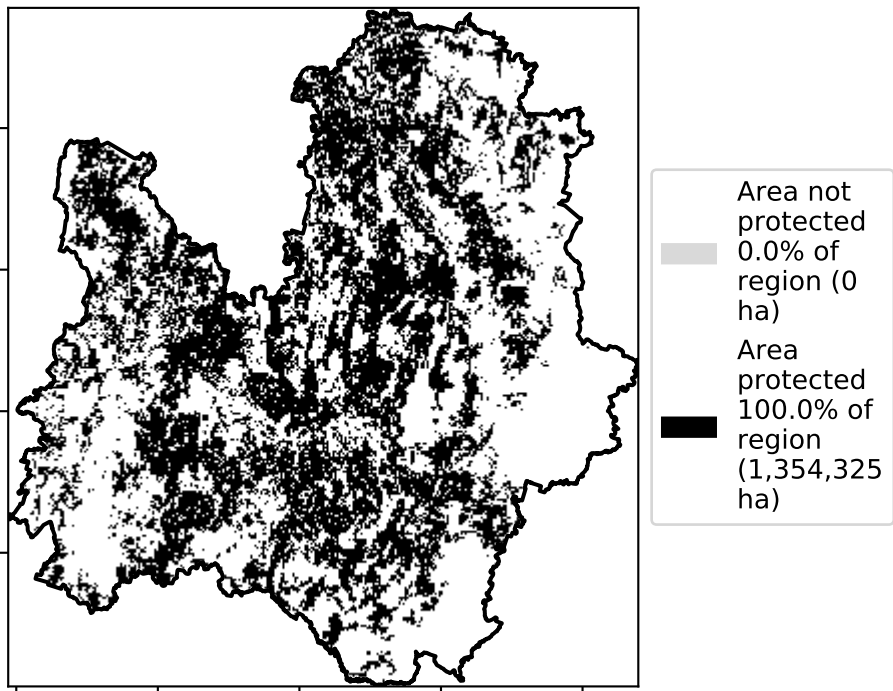 Area not
protected
0.0% of
region (0
ha)
Area
protected
100.0% of
region
(1,354,325
ha)